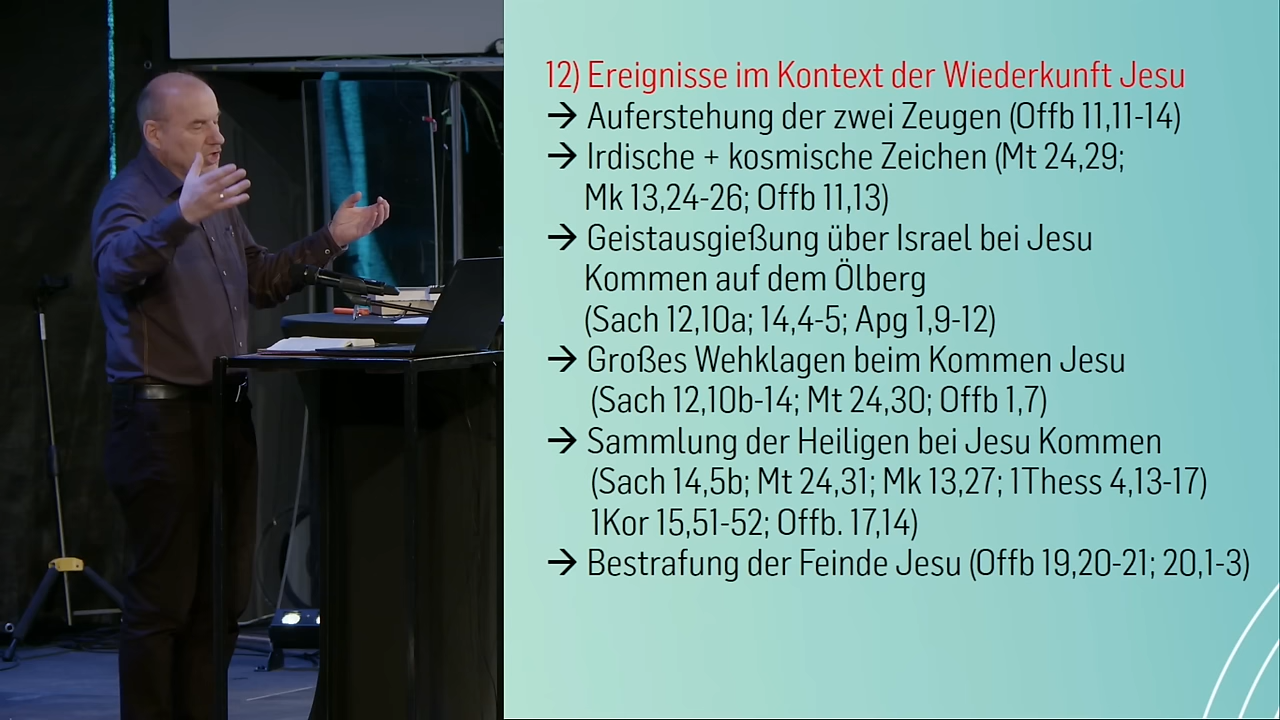 12) Ereignisse im Kontext der Wiederkunft Jesu
→ Auferstehung der zwei Zeugen (Offb 11,11-14)
→ Irdische + kosmische Zeichen (Mt 24,29;
Mk 13,24-26; Offb 11,13)
→ Geistausgießung über Israel bei Jesu
Kommen auf dem Ölberg
(Sach 12,10a; 14,4-5; Apg 1,9-12)
→ Großes Wehklagen beim Kommen Jesu
(Sach 12,10b-14; Mt 24,30; Offb 1,7)
→ Sammlung der Heiligen bei Jesu Kommen
(Sach 14,5b; Mt 24,31; Mk 13,27; 1Thess 4,13-17)
1Kor 15,51-52; Offb. 17,14)
→ Bestrafung der Feinde Jesu (Offb 19,20-21; 20,1-3)